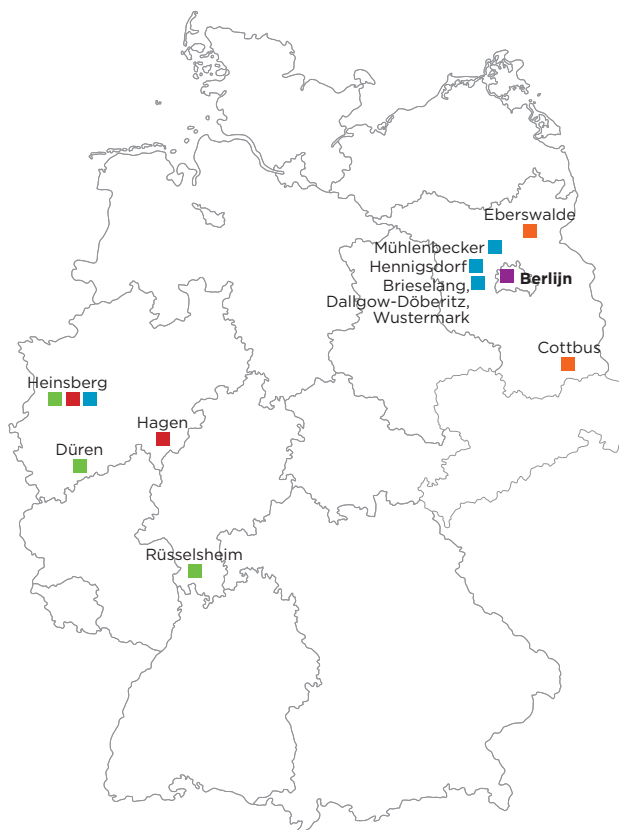 Eberswalde
Mühlenbecker
Hennigsdorf
Brieselang,
Dallgow-Döberitz,
Wustermark
Berlijn
Cottbus
Heinsberg
Hagen
Düren
Rüsselsheim